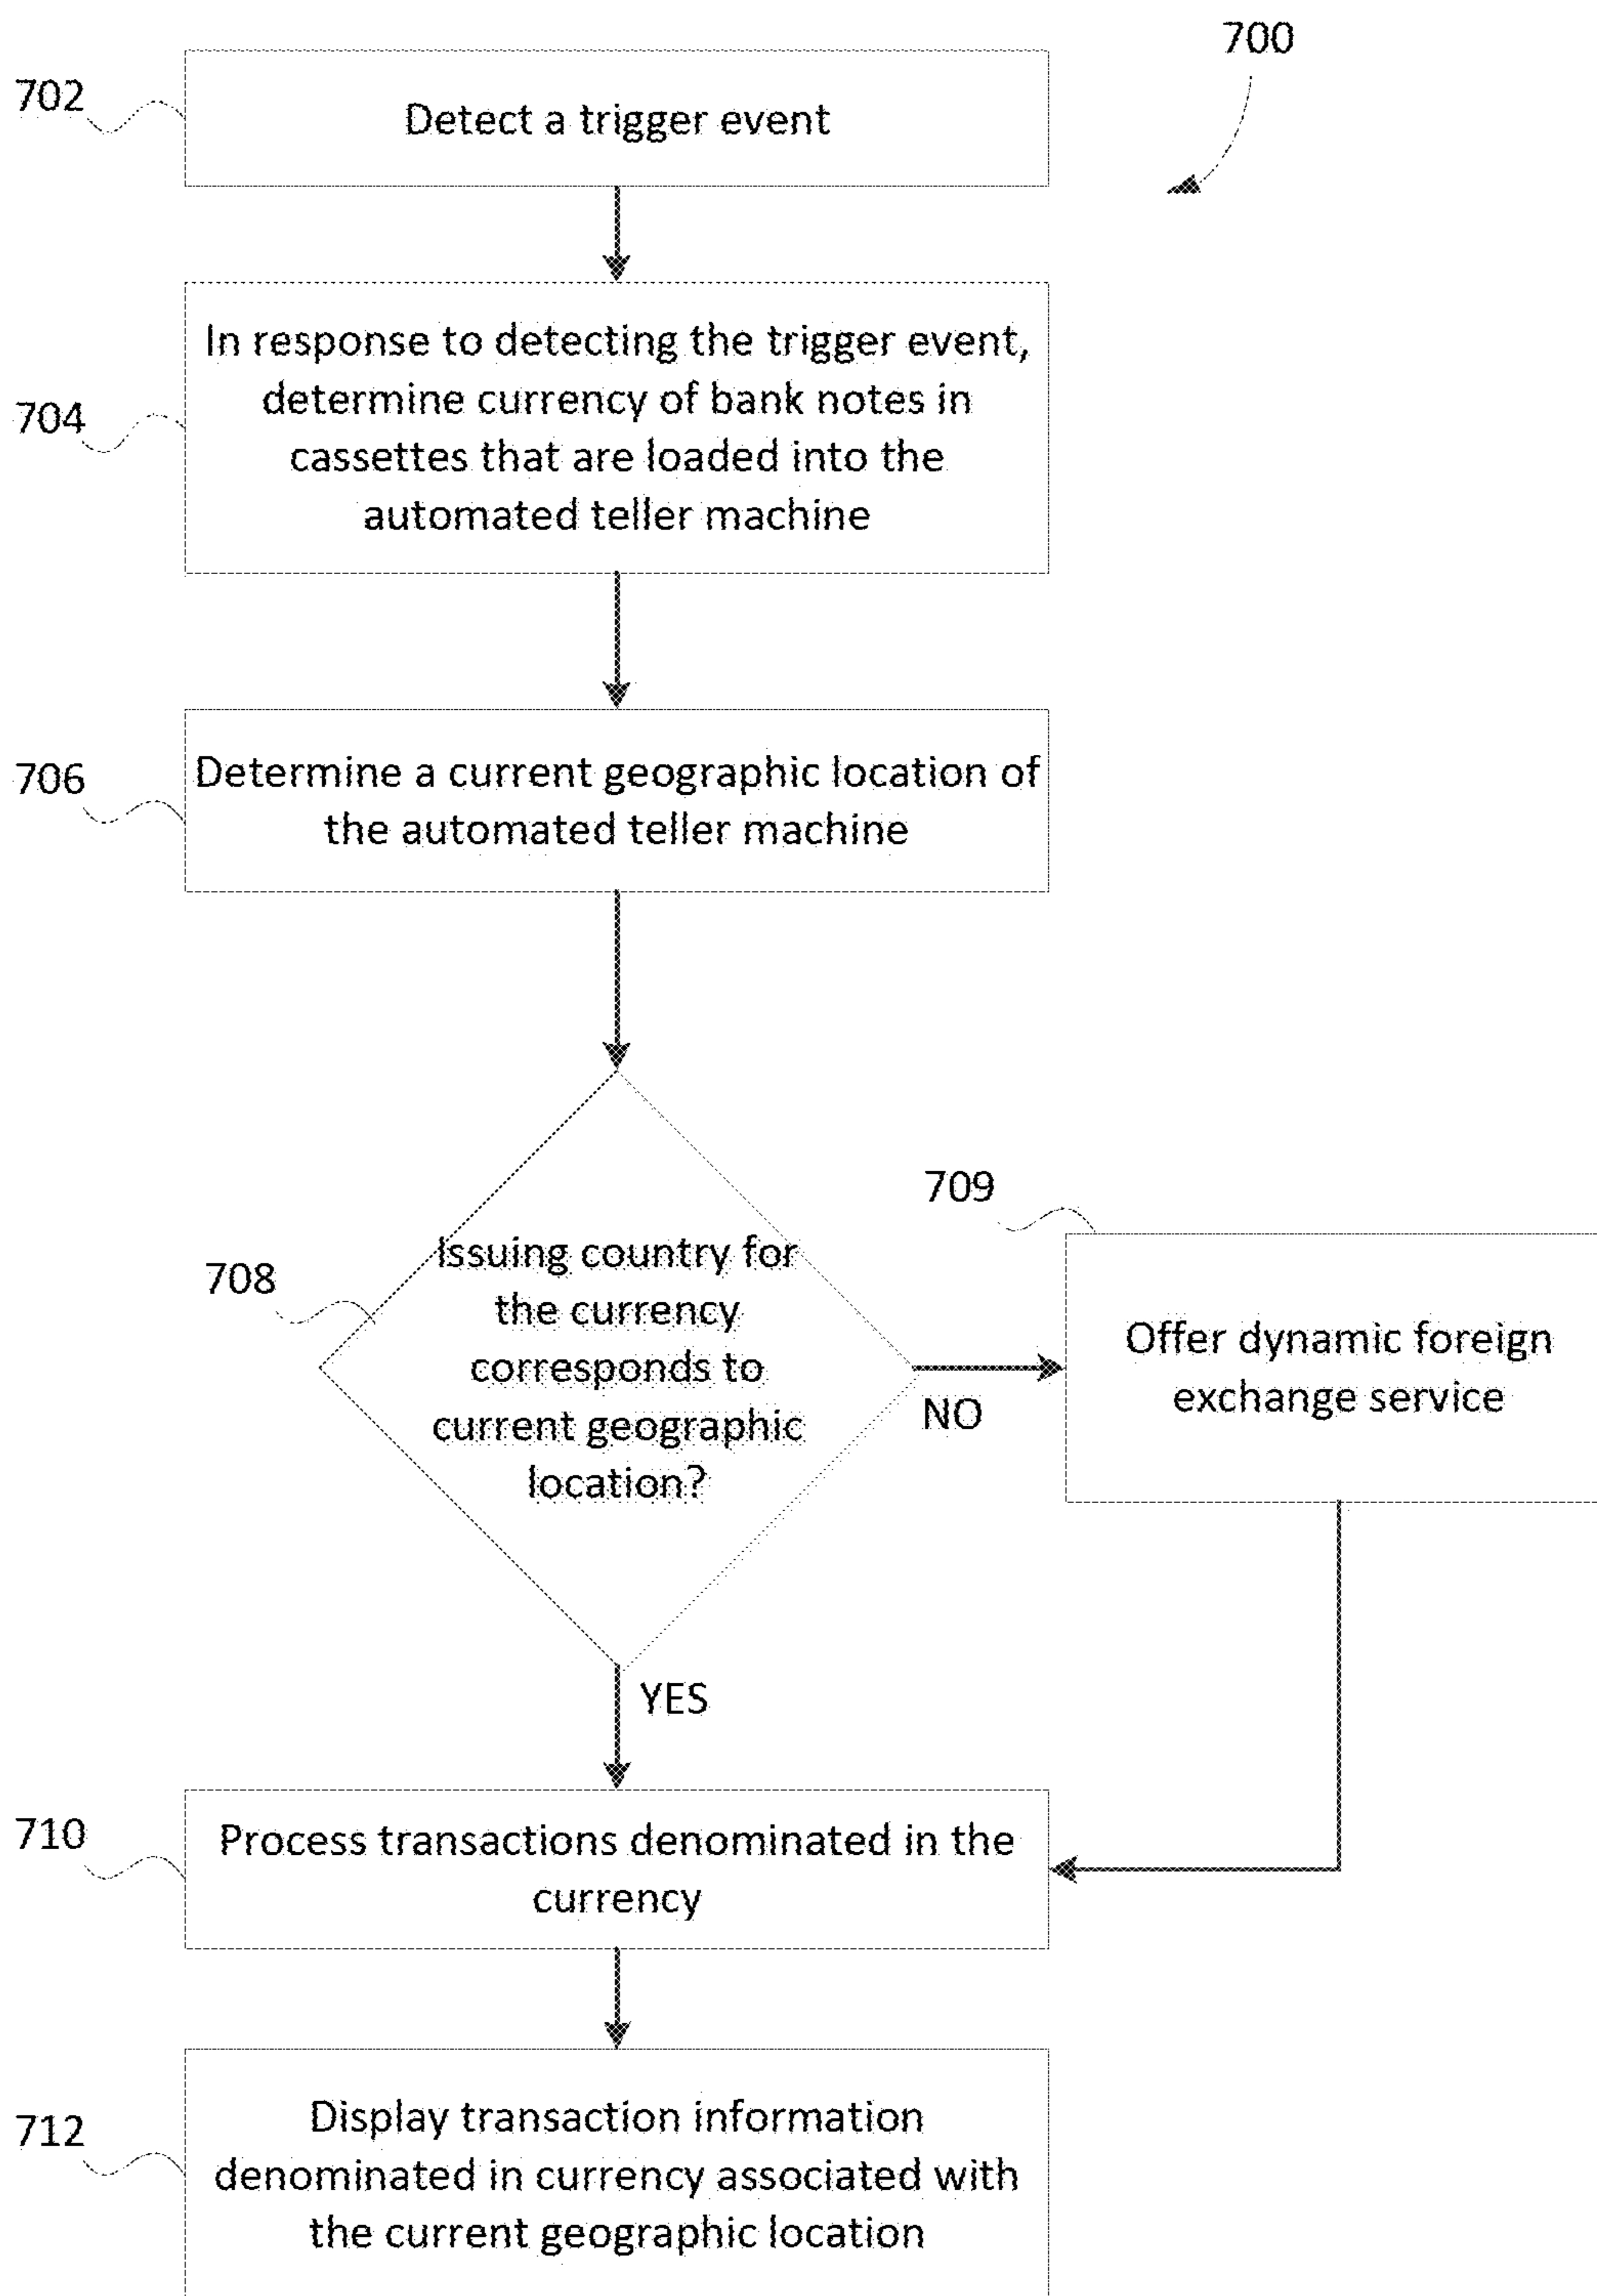 700
702
Detect a trigger event
704
In response to detecting the trigger event,
determine currency of bank notes in
cassettes that are loaded into the
automated teller machine
706
Determine a current geographic location of
the automated teller machine
708
Issuing country for
the currency
corresponds to
current geographic
location?
NO
709
Offer dynamic foreign
exchange service
YES
710
Process transactions denominated in the
currency
712
Display transaction information
denominated in currency associated with
the current geographic location